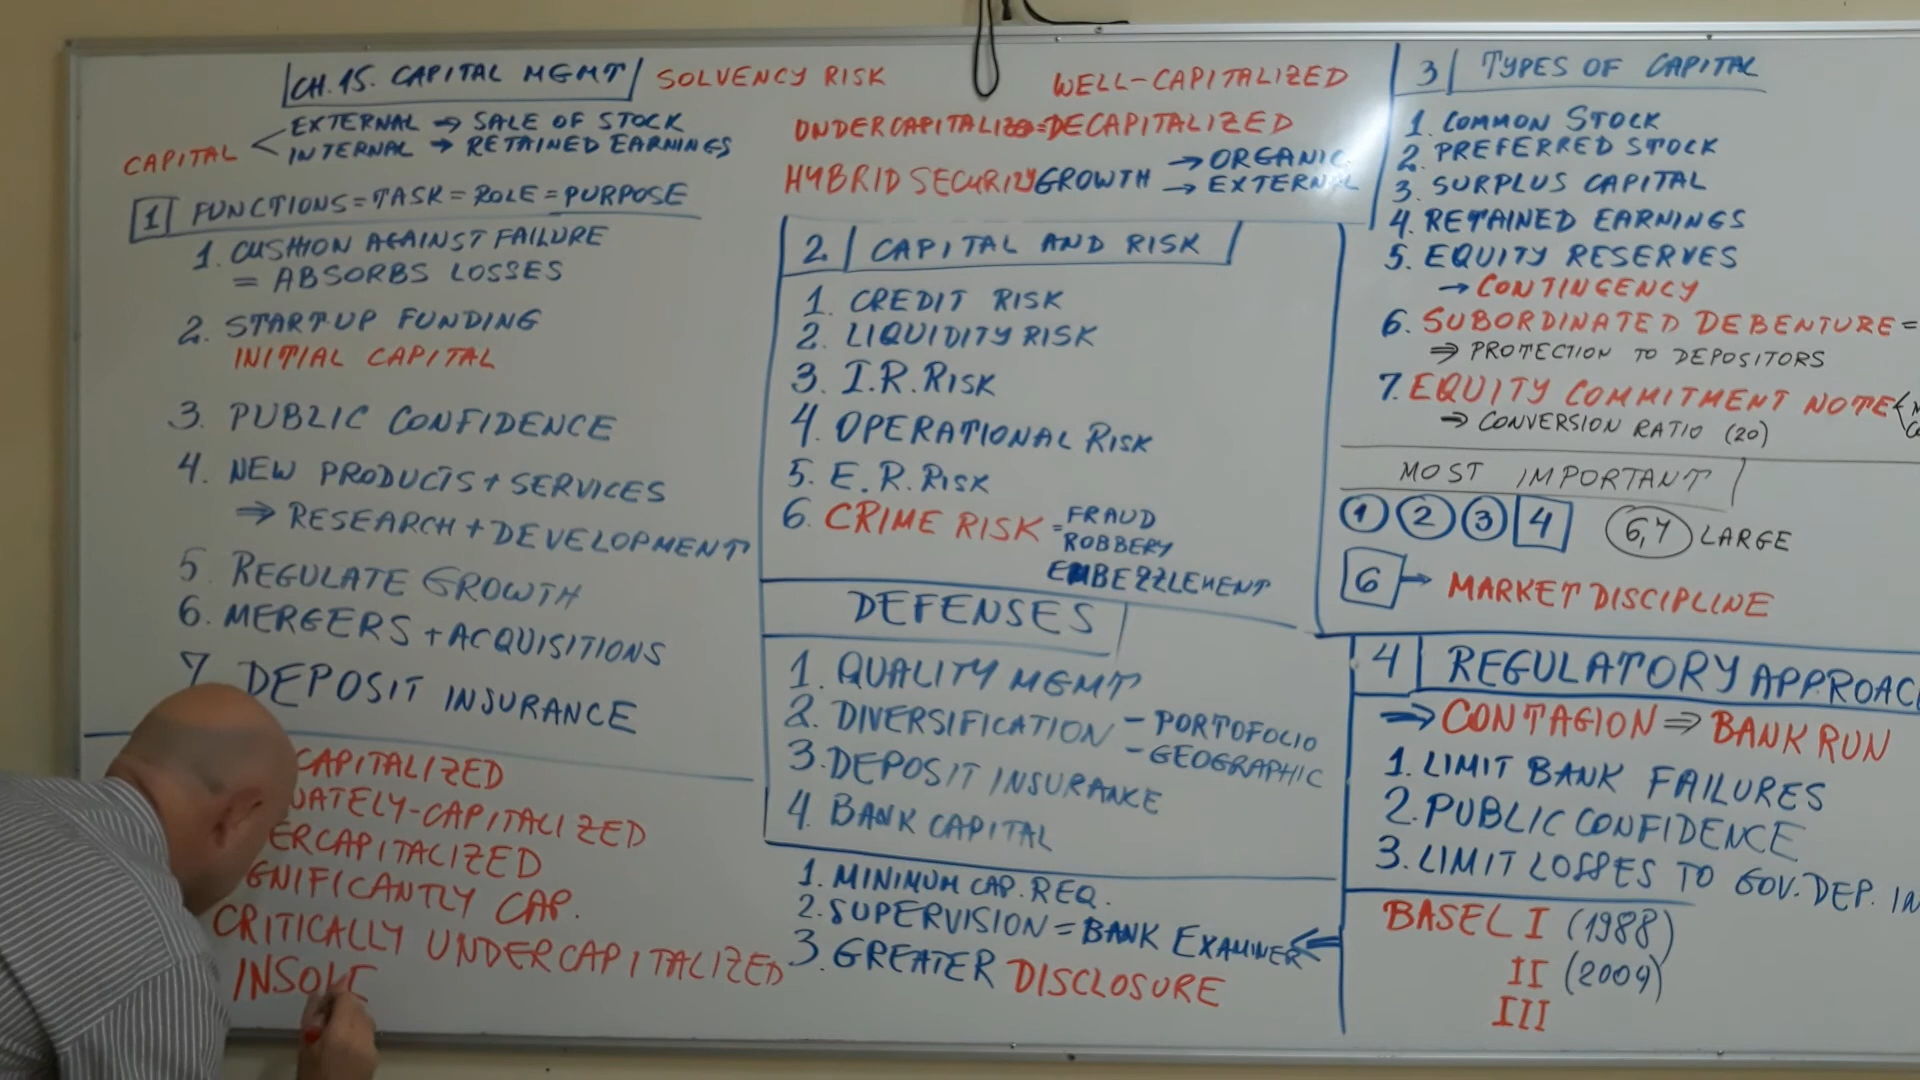 CH.15. CAPITAL MGMT SOLVENCY RISK
CAPITAL
EXTERNAL → SALE OF STOCK
INTERNAL → RETAINED EARNINGS
1 FUNCTIONS = TASK = ROLE = PURPOSE
1. CUSHION AGAINST FAILURE
= ABSORBS LOSSES
2. START-UP FUNDING
INITIAL CAPITAL
3. PUBLIC CONFIDENCE
4. NEW PRODUCTS + SERVICES
⇒ RESEARCH + DEVELOPMENT
5 REGULATE GROWTH
6. MERGERS + ACQUISITIONS
7 DEPOSIT INSURANCE
CAPITALIZED
UATELY-CAPITALIZED
ERCAPITALIZED
GNIFICANTLY CAP.
CRITICALLY UNDERCAPITALIZED
WELL-CAPITALIZED
UNDERCAPITALIZED = DECAPITALIZED
HYBRID SECURITY GROWTH → ORGANIC
→ EXTERNAL
2. CAPITAL AND RISK
1. CREDIT RISK
2. LIQUIDITY RISK
3. I.R. RISK
4. OPERATIONAL RISK
5. E.R. RISK
6. CRIME RISK = FRAUD
ROBBERY
EMBEZZLEMENT
DEFENSES
1. QUALITY MGMT
2. DIVERSIFICATION - PORTOFOLIO
- GEOGRAPHIC
3. DEPOSIT INSURANCE
4. BANK CAPITAL
1. MINIMUM CAP. REQ.
2. SUPERVISION = BANK EXAMINER ⇐
3. GREATER DISCLOSURE
3 TYPES OF CAPITAL
1. COMMON STOCK
2. PREFERRED STOCK
3. SURPLUS CAPITAL
4. RETAINED EARNINGS
5. EQUITY RESERVES
→ CONTINGENCY
6. SUBORDINATED DEBENTURE =
⇒ PROTECTION TO DEPOSITORS
7. EQUITY COMMITMENT NOTE
⇒ CONVERSION RATIO (20)
MOST IMPORTANT
1 2 3 4 6,7 LARGE
6 → MARKET DISCIPLINE
4 REGULATORY APPROAC
⇒ CONTAGION ⇒ BANK RUN
1. LIMIT BANK FAILURES
2. PUBLIC CONFIDENCE
3. LIMIT LOSSES TO GOV. DEP. IN
BASEL I (1988)
II (2004)
III